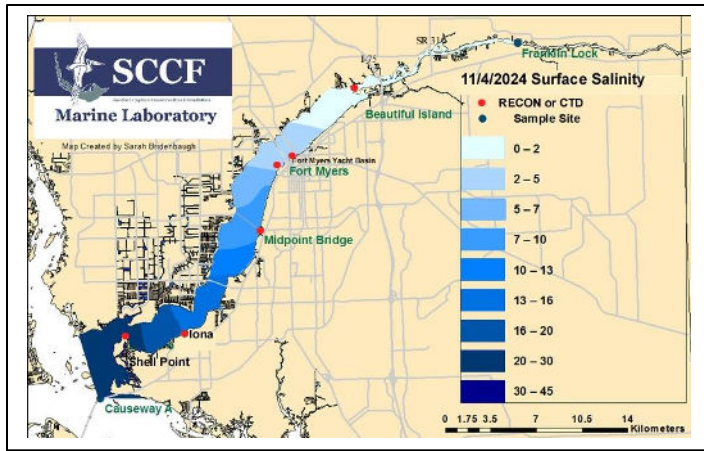 SCCF
Marine Laboratory
Map Created by Sarah Bridenbaugh
SR 31
I-75
Franklin Lock
Beautiful Island
Fort Myers Yacht Basin
Fort Myers
Midpoint Bridge
Iona
Shell Point
Causeway A
11/4/2024 Surface Salinity
RECON or CTD
Sample Site
0 – 2
2 – 5
5 – 7
7 – 10
10 – 13
13 – 16
16 – 20
20 – 30
30 – 45
0 1.75 3.5 7 10.5 14
Kilometers